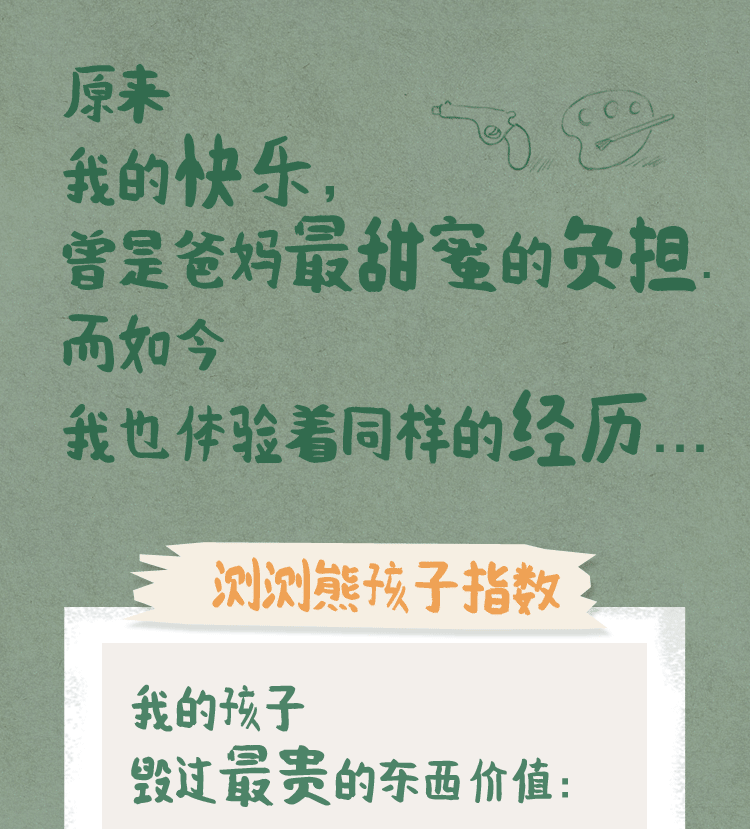 原来
我的快乐，
曾是爸妈最甜蜜的负担.
而如今
我也体验着同样的经历...
测测熊孩子指数
我的孩子
毁过最贵的东西价值：